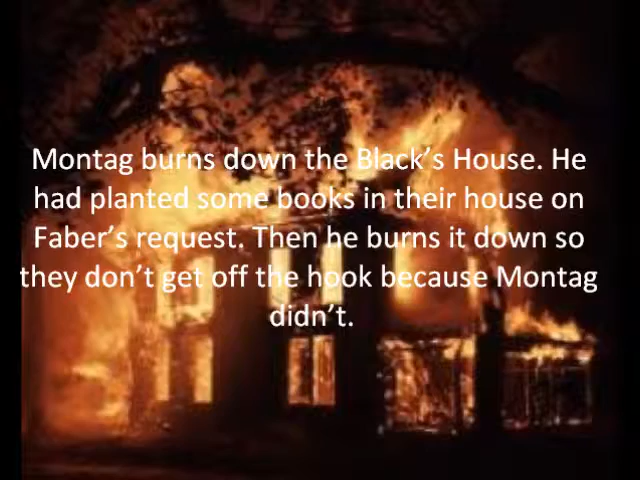 Montag burns down the Black’s House. He
had planted some books in their house on
Faber’s request. Then he burns it down so
they don’t get off the hook because Montag
didn’t.